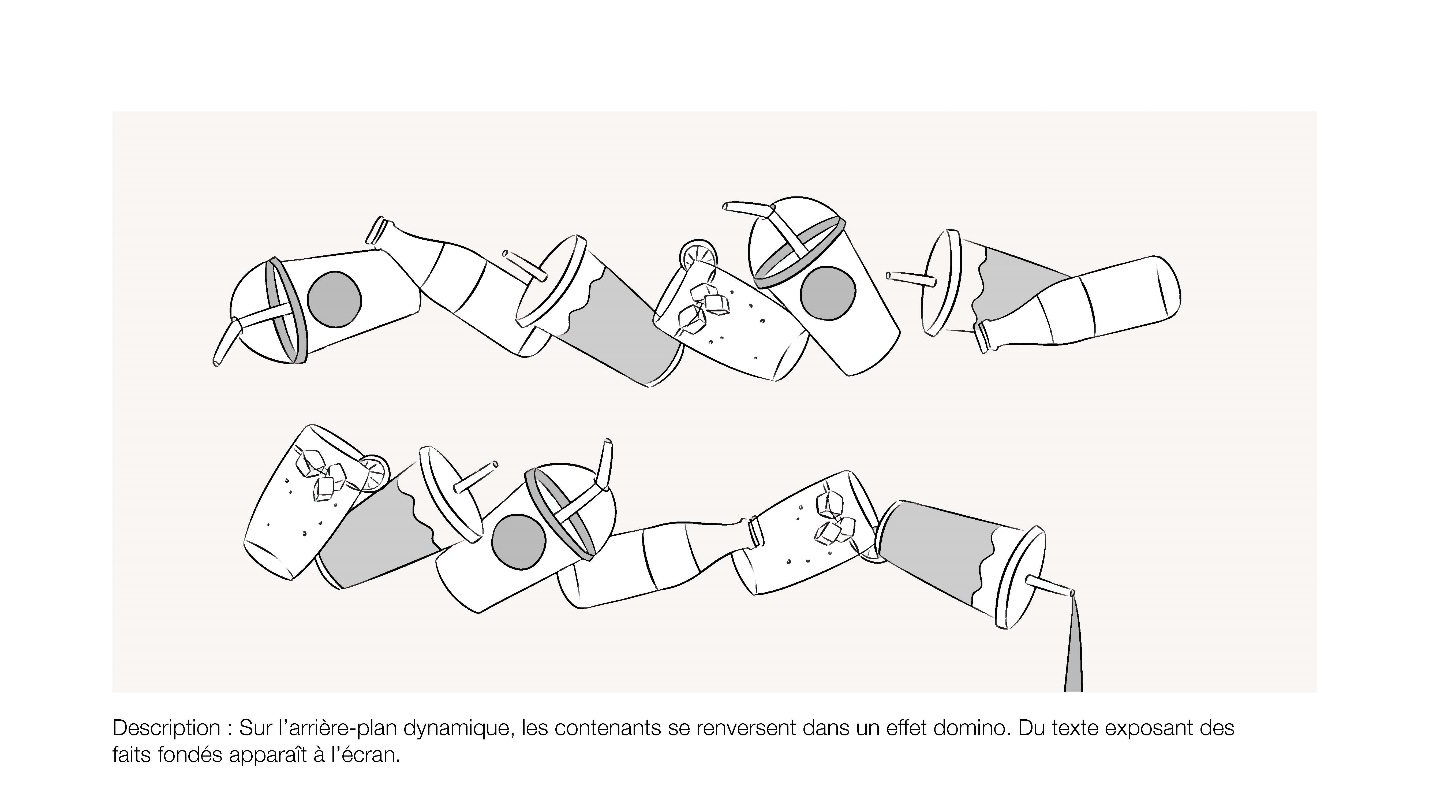 Description : Sur l'arrière-plan dynamique, les contenants se renversent dans un effet domino. Du texte exposant des
faits fondés apparaît à l'écran.